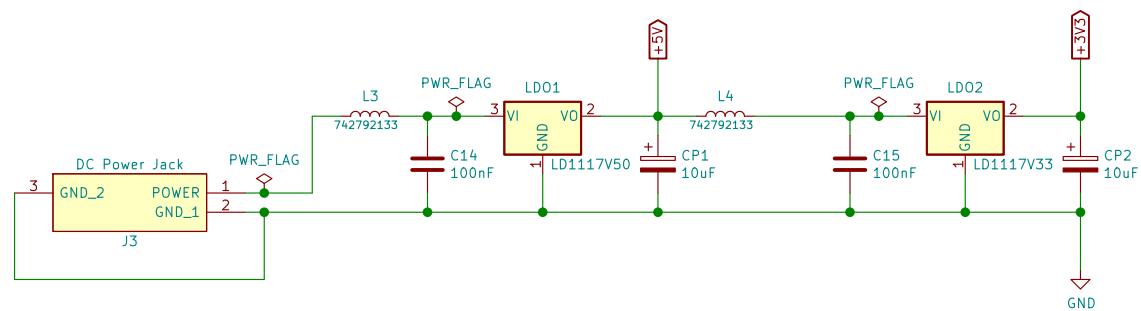 +5V
+3V3
PWR_FLAG
LDO1
PWR_FLAG
LDO2
L3
742792133
3
VI
VO
2
GND
1
LD1117V50
L4
742792133
3
VI
VO
2
GND
1
LD1117V33
C14
100nF
+
CP1
10uF
C15
100nF
+
CP2
10uF
PWR_FLAG
DC Power Jack
3
GND_2
POWER
1
GND_1
2
J3
GND